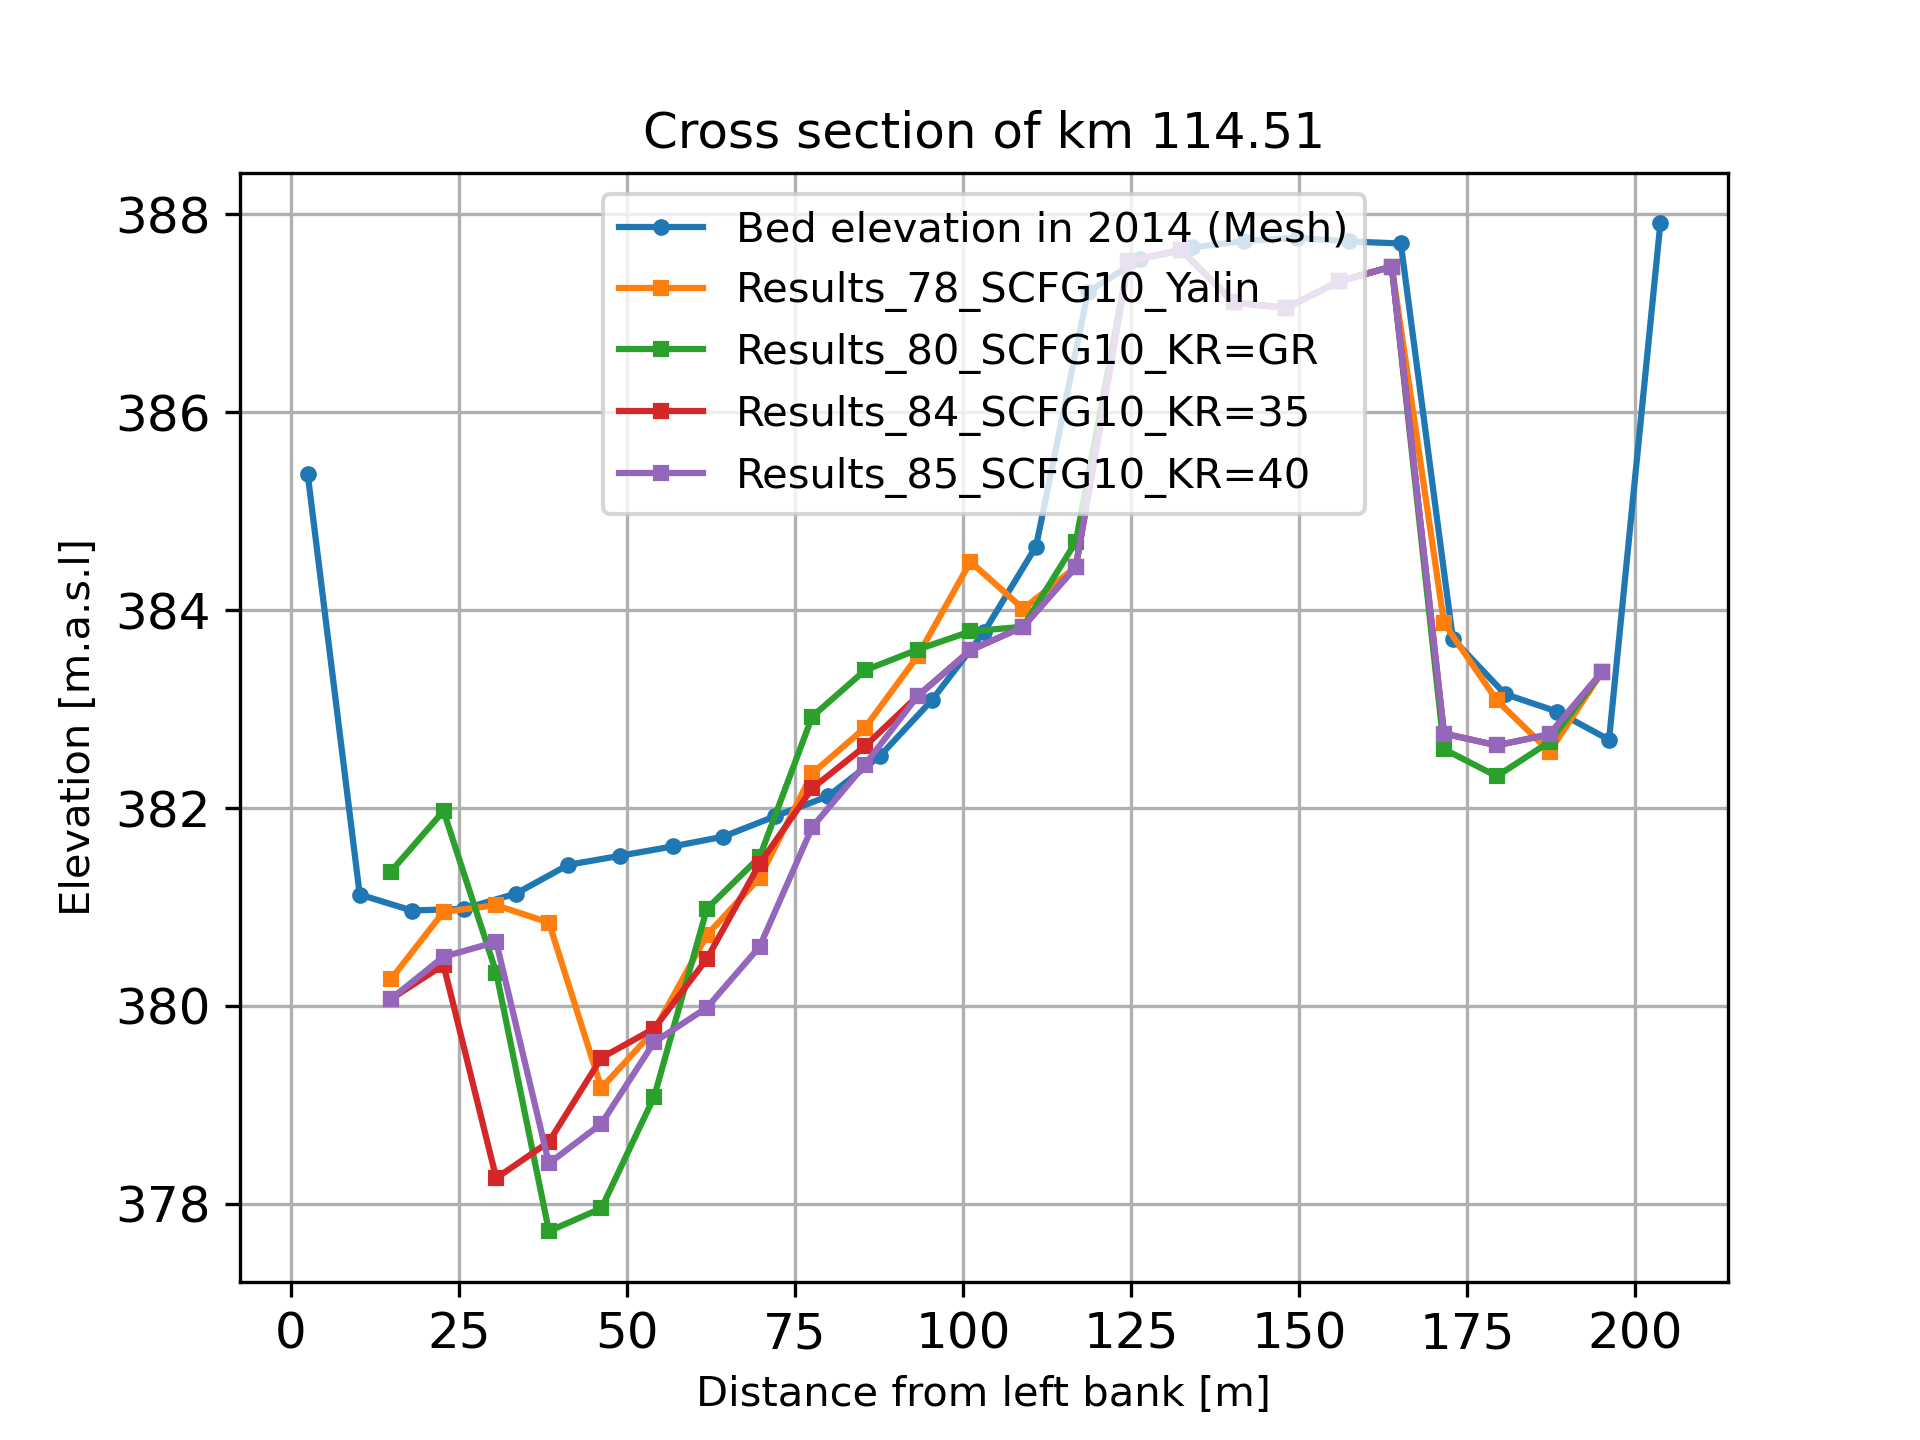 Cross section of km 114.51
Bed elevation in 2014 (Mesh)
Results_78_SCFG10_Yalin
Results_80_SCFG10_KR=GR
Results_84_SCFG10_KR=35
Results_85_SCFG10_KR=40
388
386
384
382
380
378
Elevation [m.a.s.l]
0 25 50 75 100 125 150 175 200
Distance from left bank [m]